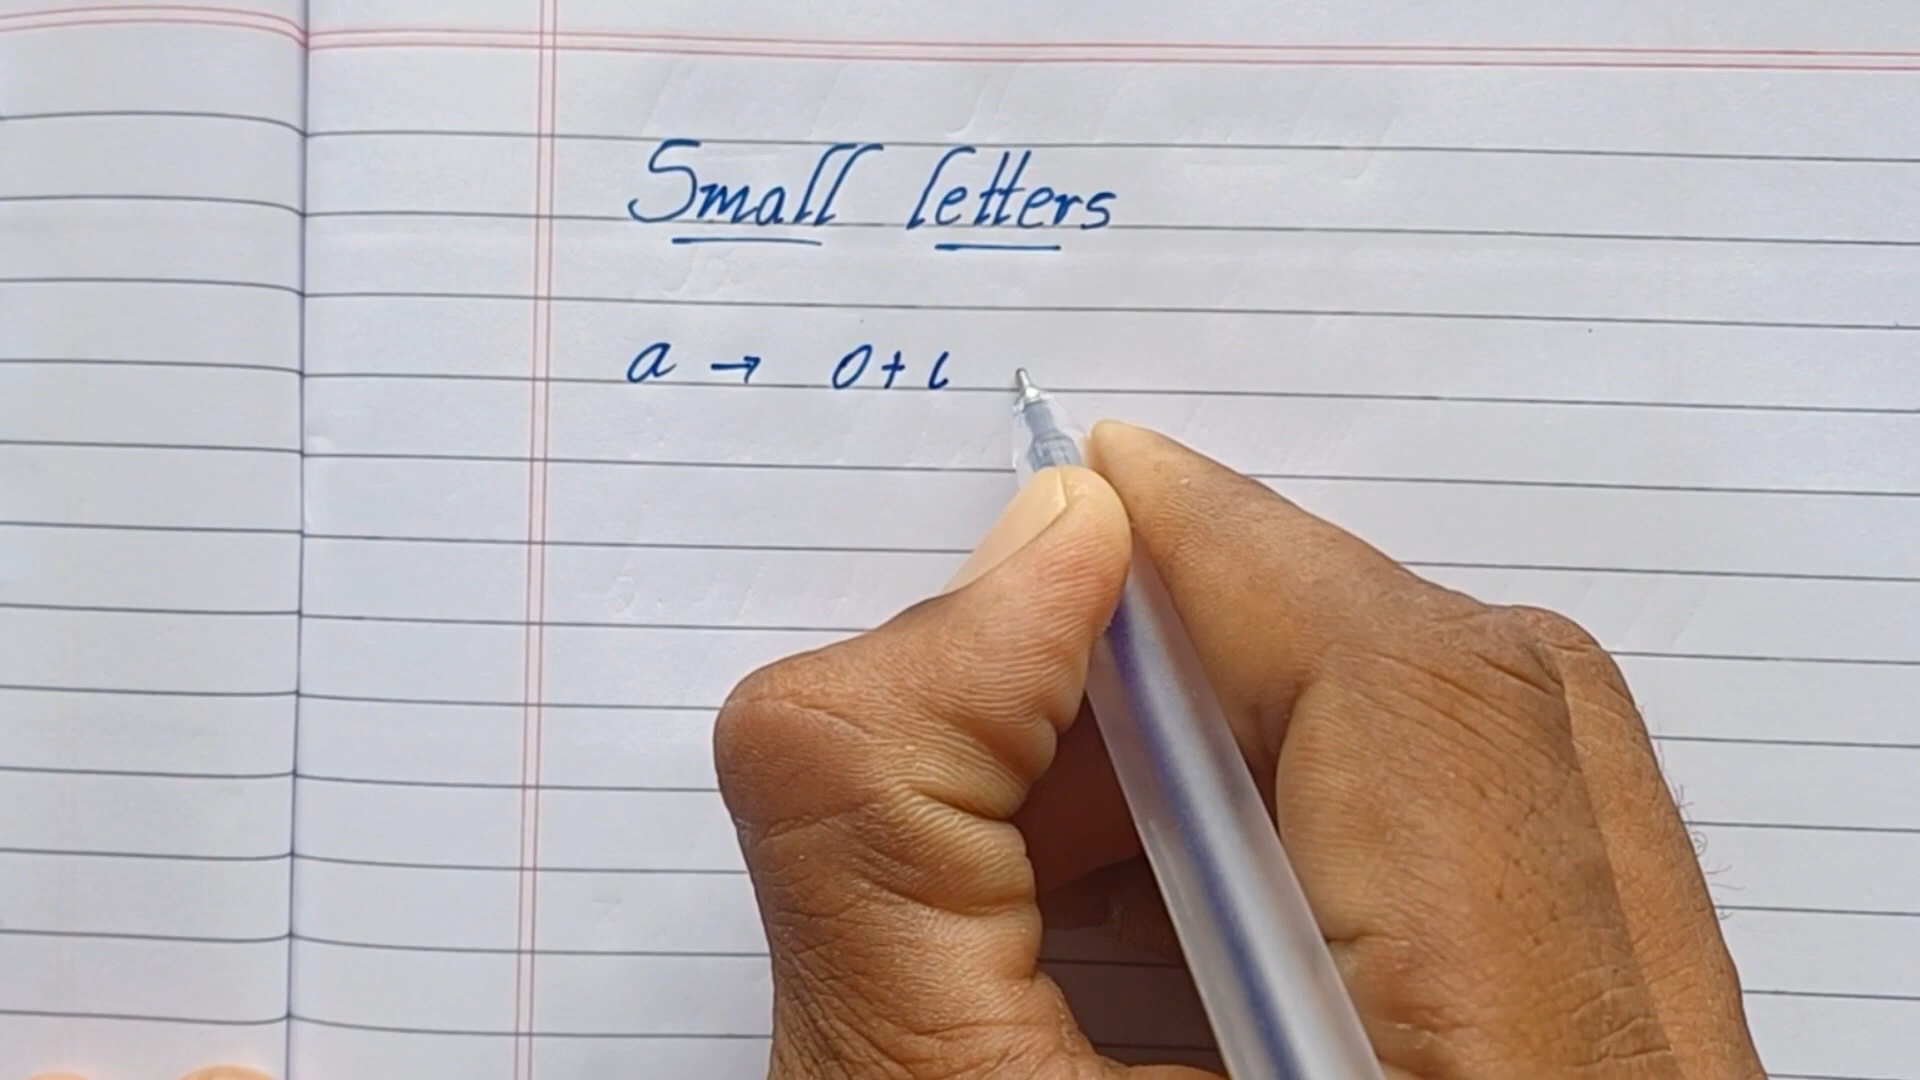 Small letters
a → o + ι